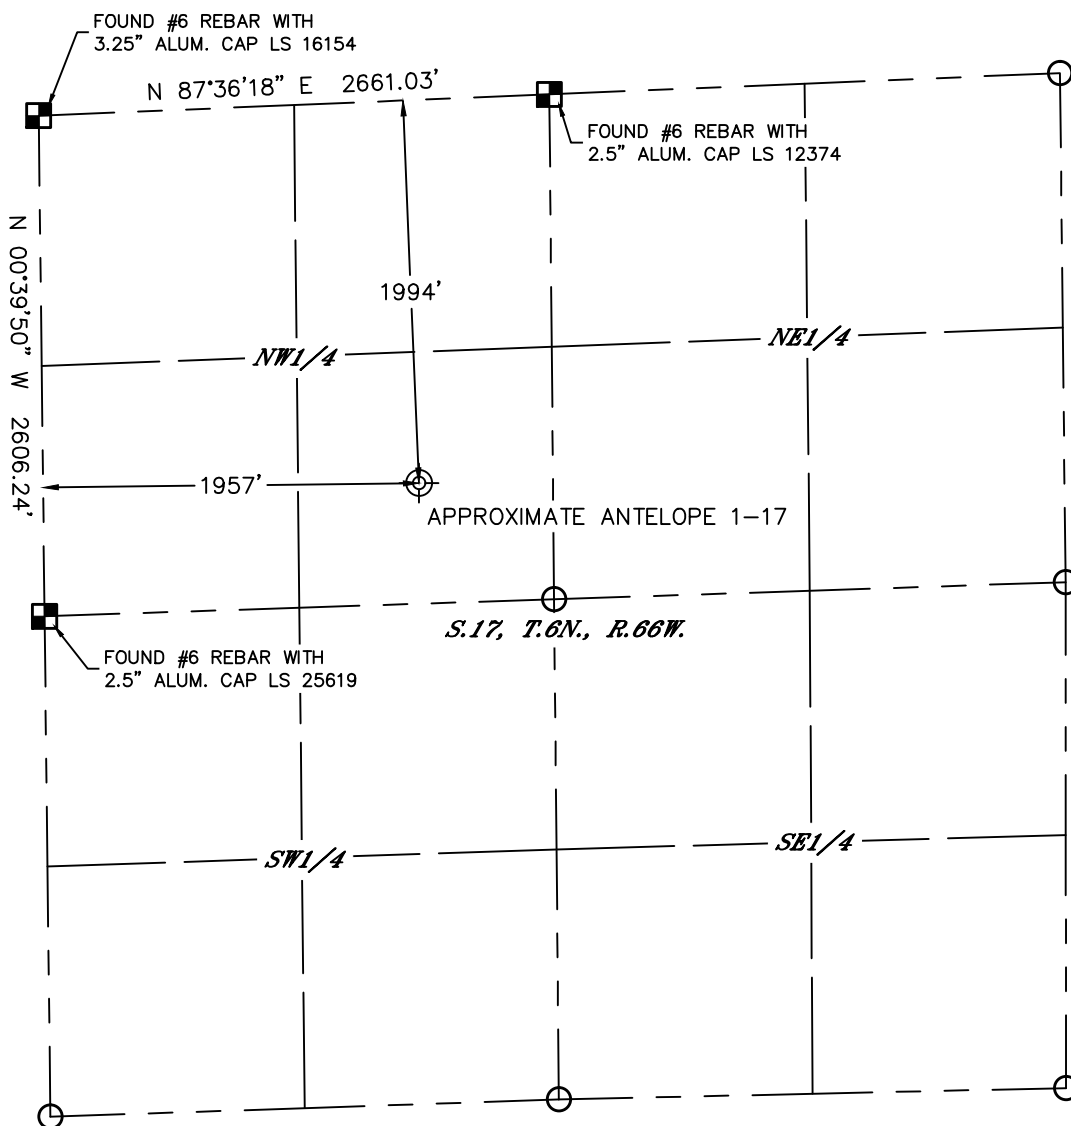 FOUND #6 REBAR WITH
3.25" ALUM. CAP LS 16154
N 87°36'18" E 2661.03'
FOUND #6 REBAR WITH
2.5" ALUM. CAP LS 12374
N 00°39'50" W 2606.24'
1994'
NW1/4
NE1/4
1957'
APPROXIMATE ANTELOPE 1-17
S.17, T.6N., R.66W.
FOUND #6 REBAR WITH
2.5" ALUM. CAP LS 25619
SW1/4
SE1/4